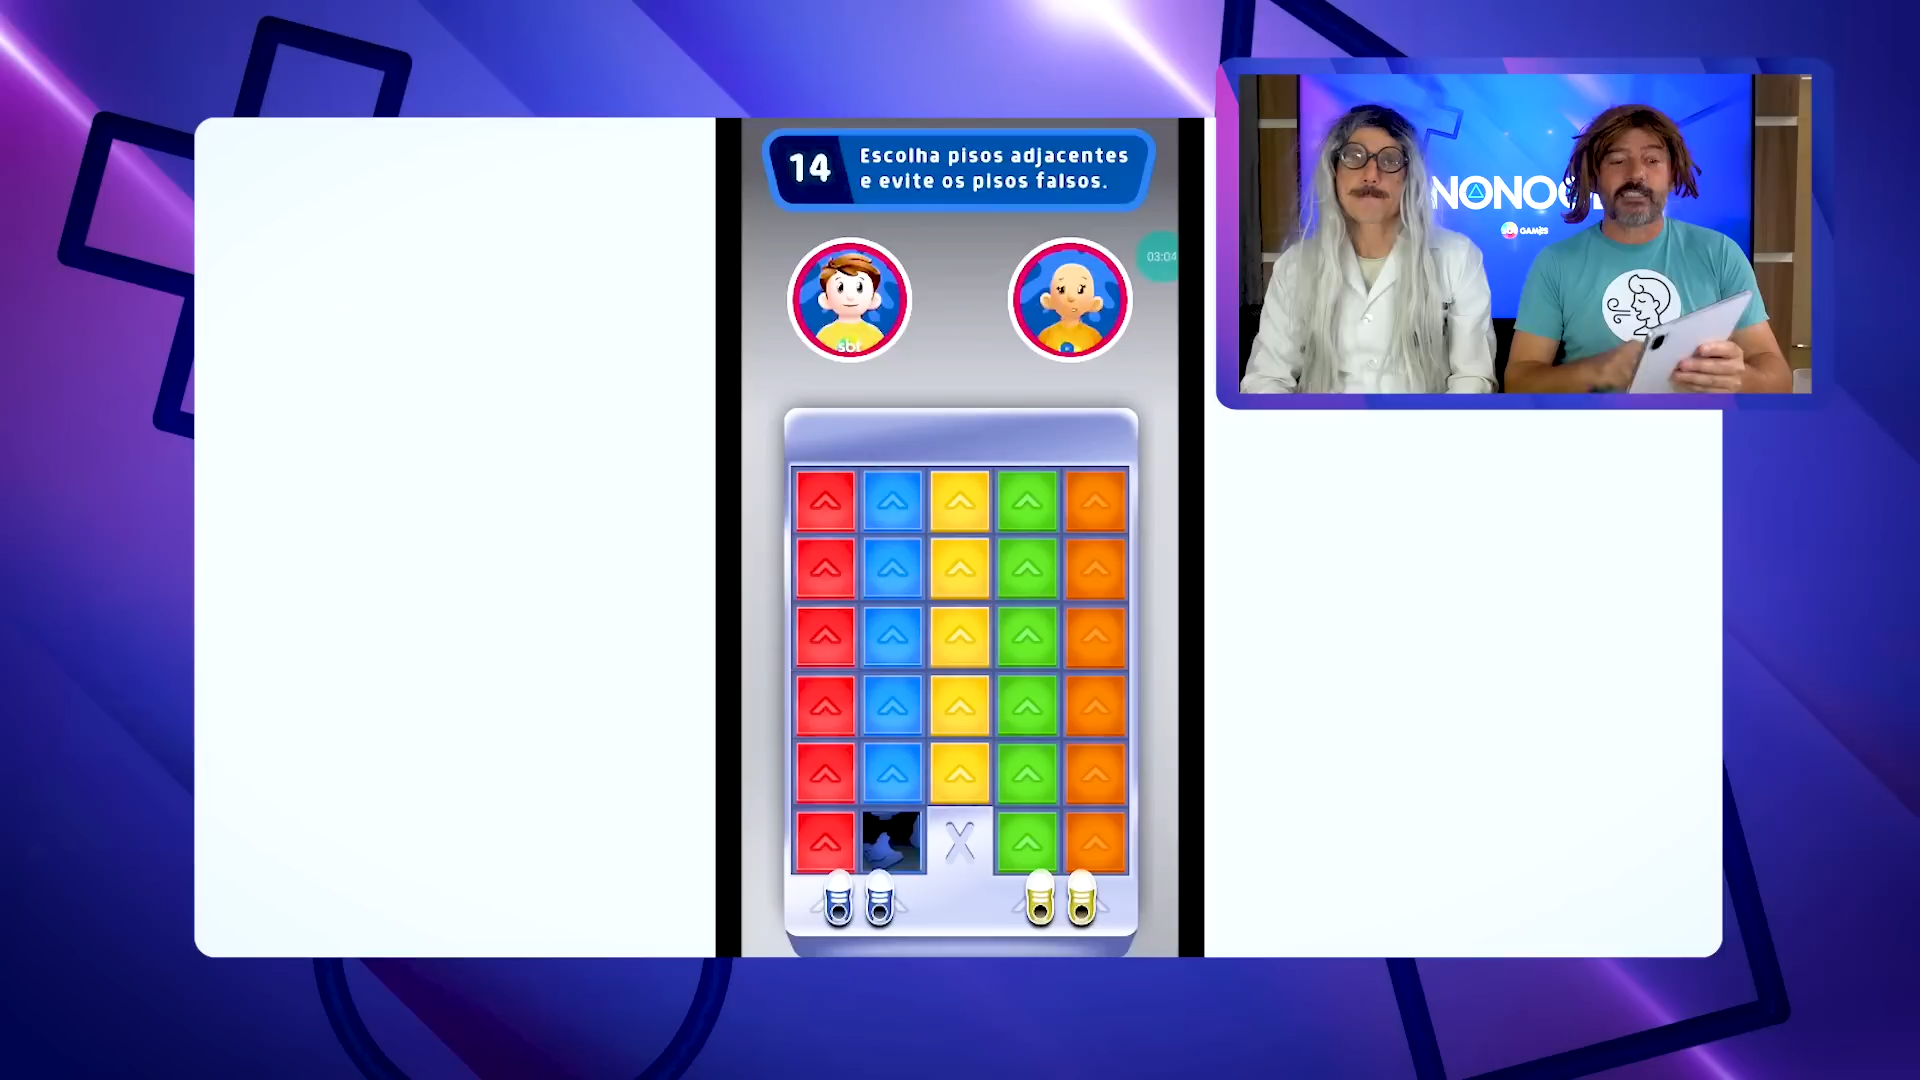 14
Escolha pisos adjacentes
e evite os pisos falsos.
03:04
sbt
X
NONO
GAMES